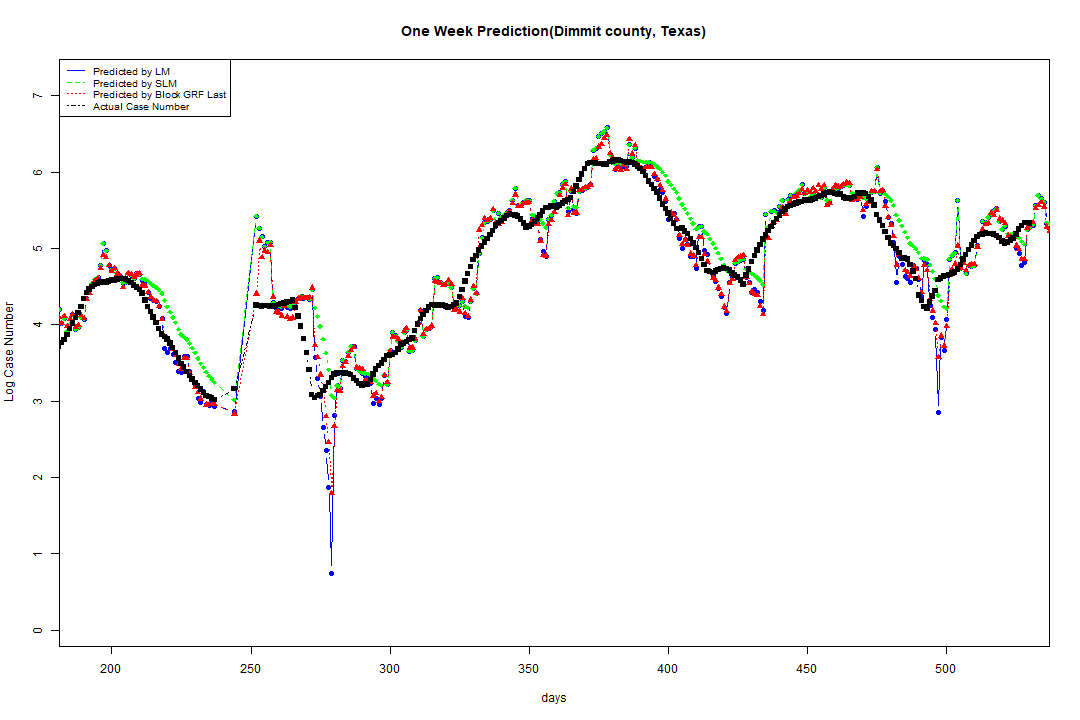 One Week Prediction(Dimmit county, Texas)
Predicted by LM
Predicted by SLM
Predicted by Block GRF Last
Actual Case Number
Log Case Number
7
6
5
4
3
2
1
0
200 250 300 350 400 450 500
days